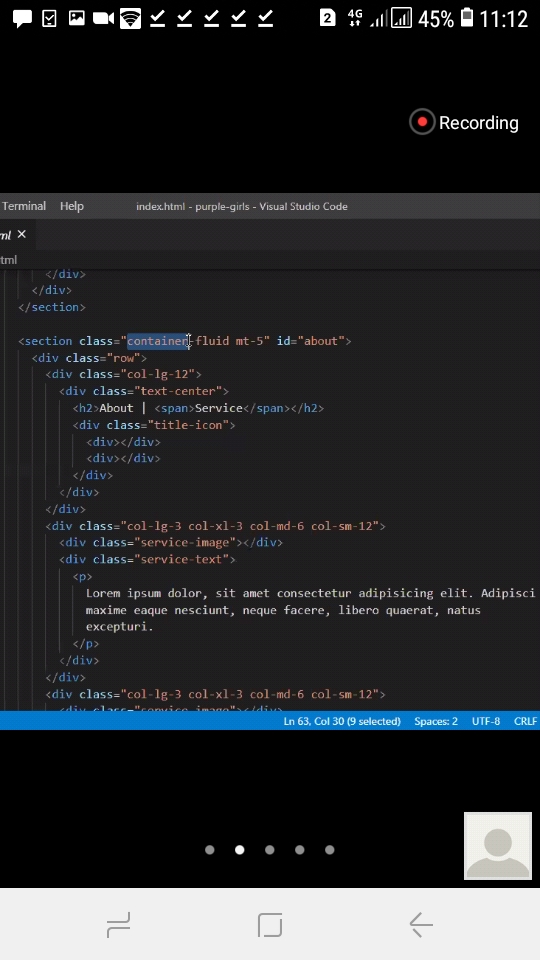 2 4G 45% 11:12
Recording
Terminal Help index.html - purple-girls - Visual Studio Code
ml ✕
tml
</div>
</div>
</section>
<section class="container-fluid mt-5" id="about">
<div class="row">
<div class="col-lg-12">
<div class="text-center">
<h2>About | <span>Service</span></h2>
<div class="title-icon">
<div></div>
<div></div>
</div>
</div>
</div>
<div class="col-lg-3 col-xl-3 col-md-6 col-sm-12">
<div class="service-image"></div>
<div class="service-text">
<p>
Lorem ipsum dolor, sit amet consectetur adipisicing elit. Adipisci
maxime eaque nesciunt, neque facere, libero quaerat, natus
excepturi.
</p>
</div>
</div>
<div class="col-lg-3 col-xl-3 col-md-6 col-sm-12">
<div class="service-image"></div>
Ln 63, Col 30 (9 selected) Spaces: 2 UTF-8 CRLF